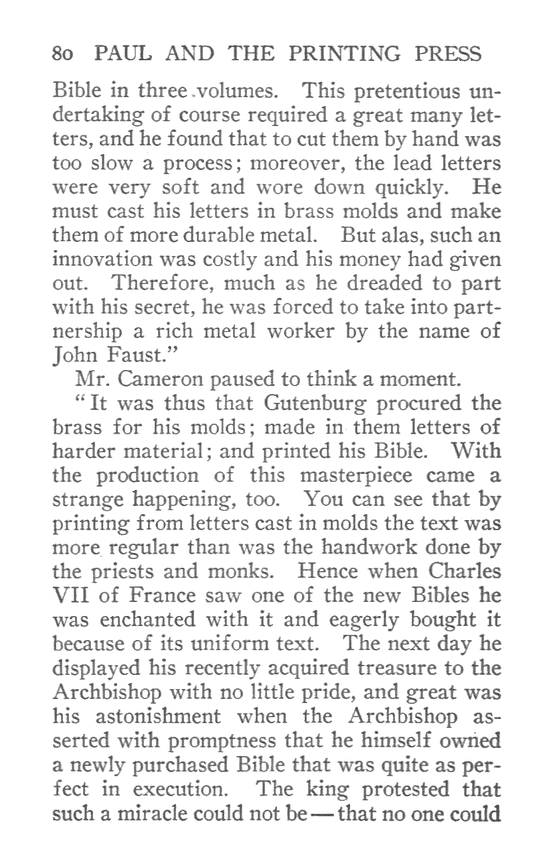 80 PAUL AND THE PRINTING PRESS
Bible in three volumes. This pretentious un-
dertaking of course required a great many let-
ters, and he found that to cut them by hand was
too slow a process; moreover, the lead letters
were very soft and wore down quickly. He
must cast his letters in brass molds and make
them of more durable metal. But alas, such an
innovation was costly and his money had given
out. Therefore, much as he dreaded to part
with his secret, he was forced to take into part-
nership a rich metal worker by the name of
John Faust.”
Mr. Cameron paused to think a moment.
“It was thus that Gutenburg procured the
brass for his molds; made in them letters of
harder material; and printed his Bible. With
the production of this masterpiece came a
strange happening, too. You can see that by
printing from letters cast in molds the text was
more regular than was the handwork done by
the priests and monks. Hence when Charles
VII of France saw one of the new Bibles he
was enchanted with it and eagerly bought it
because of its uniform text. The next day he
displayed his recently acquired treasure to the
Archbishop with no little pride, and great was
his astonishment when the Archbishop as-
serted with promptness that he himself owned
a newly purchased Bible that was quite as per-
fect in execution. The king protested that
such a miracle could not be—that no one could